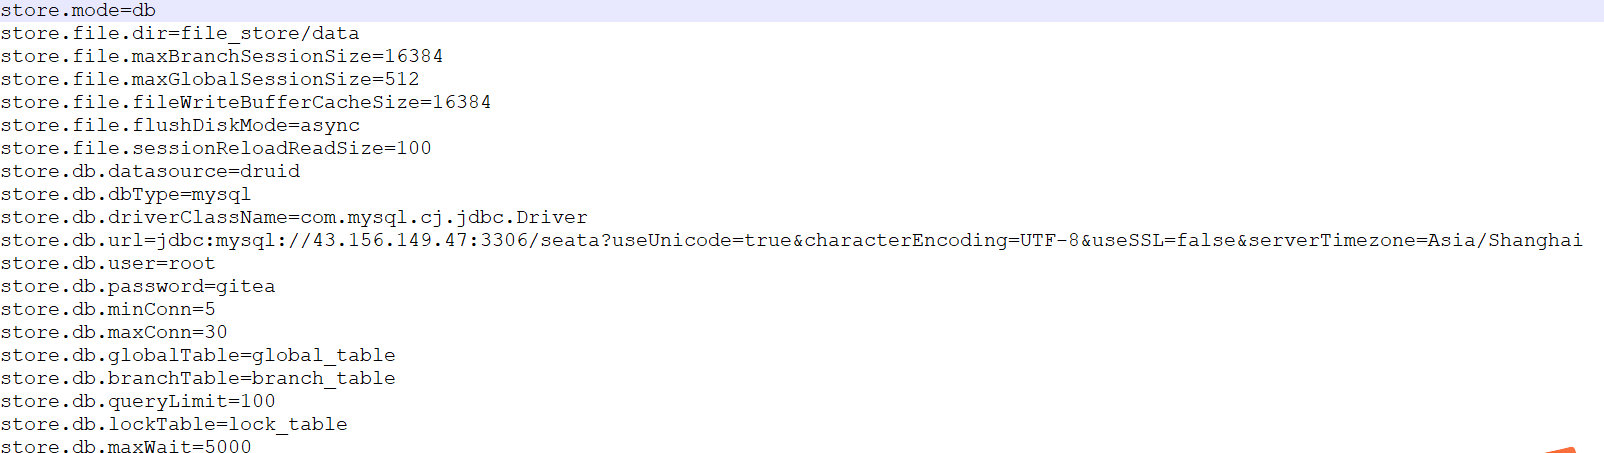 store.mode=db
store.file.dir=file_store/data
store.file.maxBranchSessionSize=16384
store.file.maxGlobalSessionSize=512
store.file.fileWriteBufferCacheSize=16384
store.file.flushDiskMode=async
store.file.sessionReloadReadSize=100
store.db.datasource=druid
store.db.dbType=mysql
store.db.driverClassName=com.mysql.cj.jdbc.Driver
store.db.url=jdbc:mysql://43.156.149.47:3306/seata?useUnicode=true&characterEncoding=UTF-8&useSSL=false&serverTimezone=Asia/Shanghai
store.db.user=root
store.db.password=gitea
store.db.minConn=5
store.db.maxConn=30
store.db.globalTable=global_table
store.db.branchTable=branch_table
store.db.queryLimit=100
store.db.lockTable=lock_table
store.db.maxWait=5000